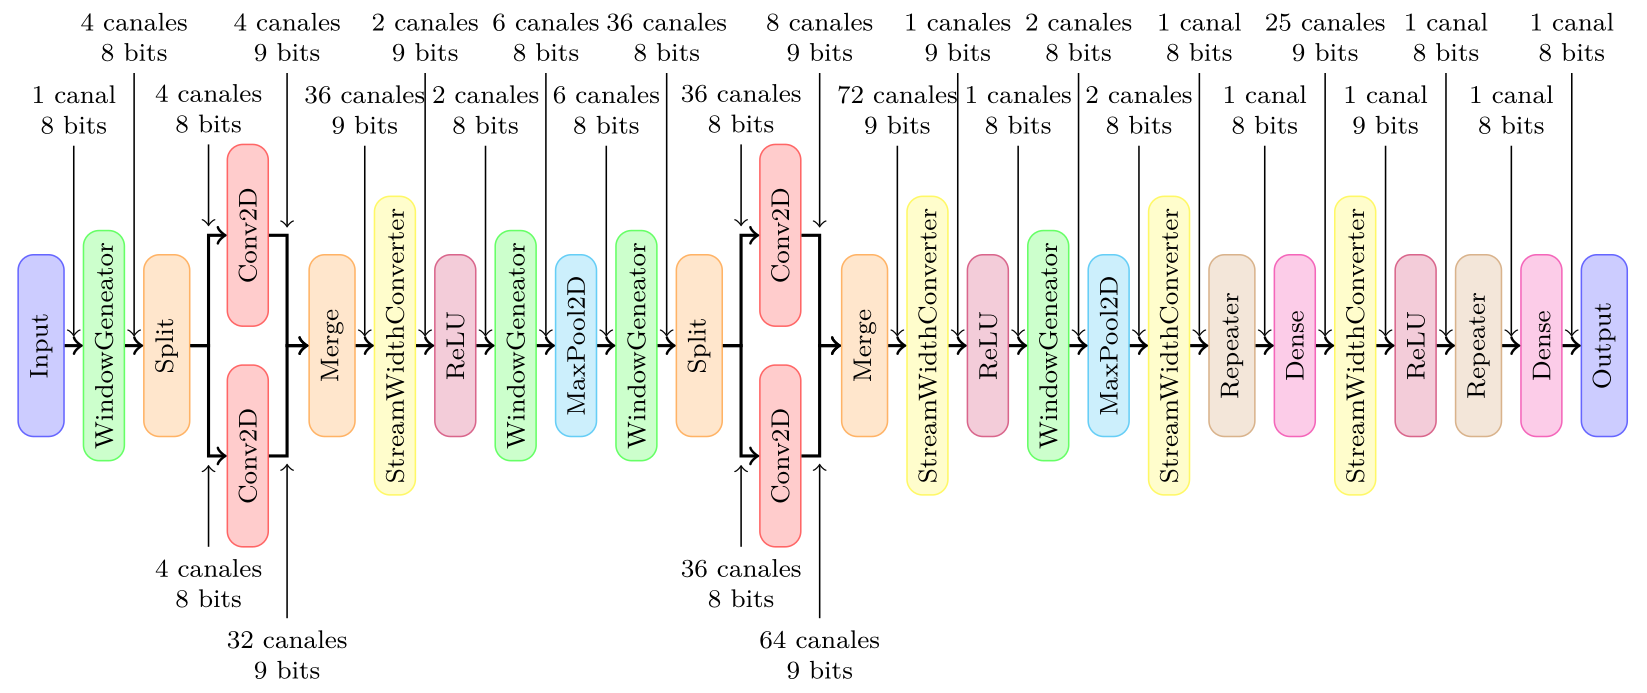 4 canales
8 bits
4 canales
9 bits
2 canales
9 bits
6 canales
8 bits
36 canales
8 bits
8 canales
9 bits
1 canales
9 bits
2 canales
8 bits
1 canal
8 bits
25 canales
9 bits
1 canal
8 bits
1 canal
8 bits
1 canal
8 bits
4 canales
8 bits
36 canales
9 bits
2 canales
8 bits
6 canales
8 bits
36 canales
8 bits
72 canales
9 bits
1 canales
8 bits
2 canales
8 bits
1 canal
8 bits
1 canal
9 bits
1 canal
8 bits
Input
WindowGeneator
Split
Conv2D
Conv2D
Merge
StreamWidthConverter
ReLU
WindowGeneator
MaxPool2D
WindowGeneator
Split
Conv2D
Conv2D
Merge
StreamWidthConverter
ReLU
WindowGeneator
MaxPool2D
StreamWidthConverter
Repeater
Dense
StreamWidthConverter
ReLU
Repeater
Dense
Output
4 canales
8 bits
36 canales
8 bits
32 canales
9 bits
64 canales
9 bits